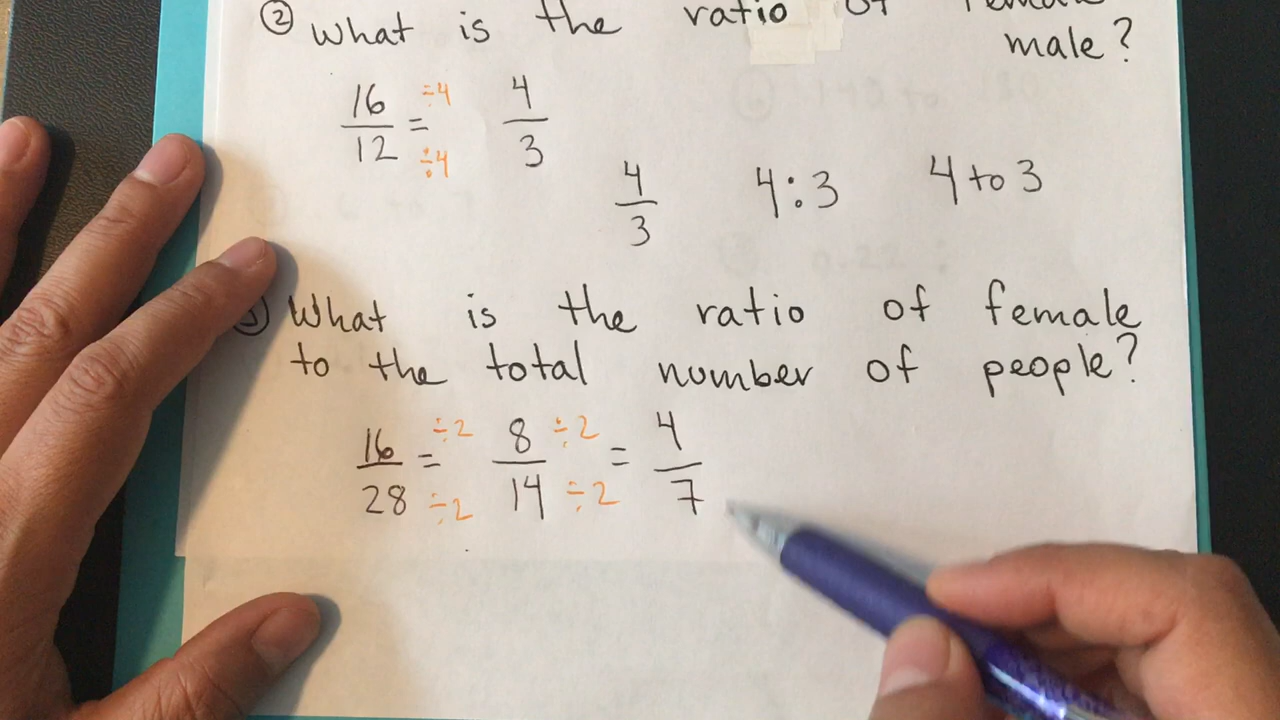 ② What is the ratio of female
male?
16/12 = ÷4 ÷4 4/3
4/3 4:3 4 to 3
What is the ratio of female
to the total number of people?
16/28 = ÷2 ÷2 8/14 ÷2 ÷2 = 4/7